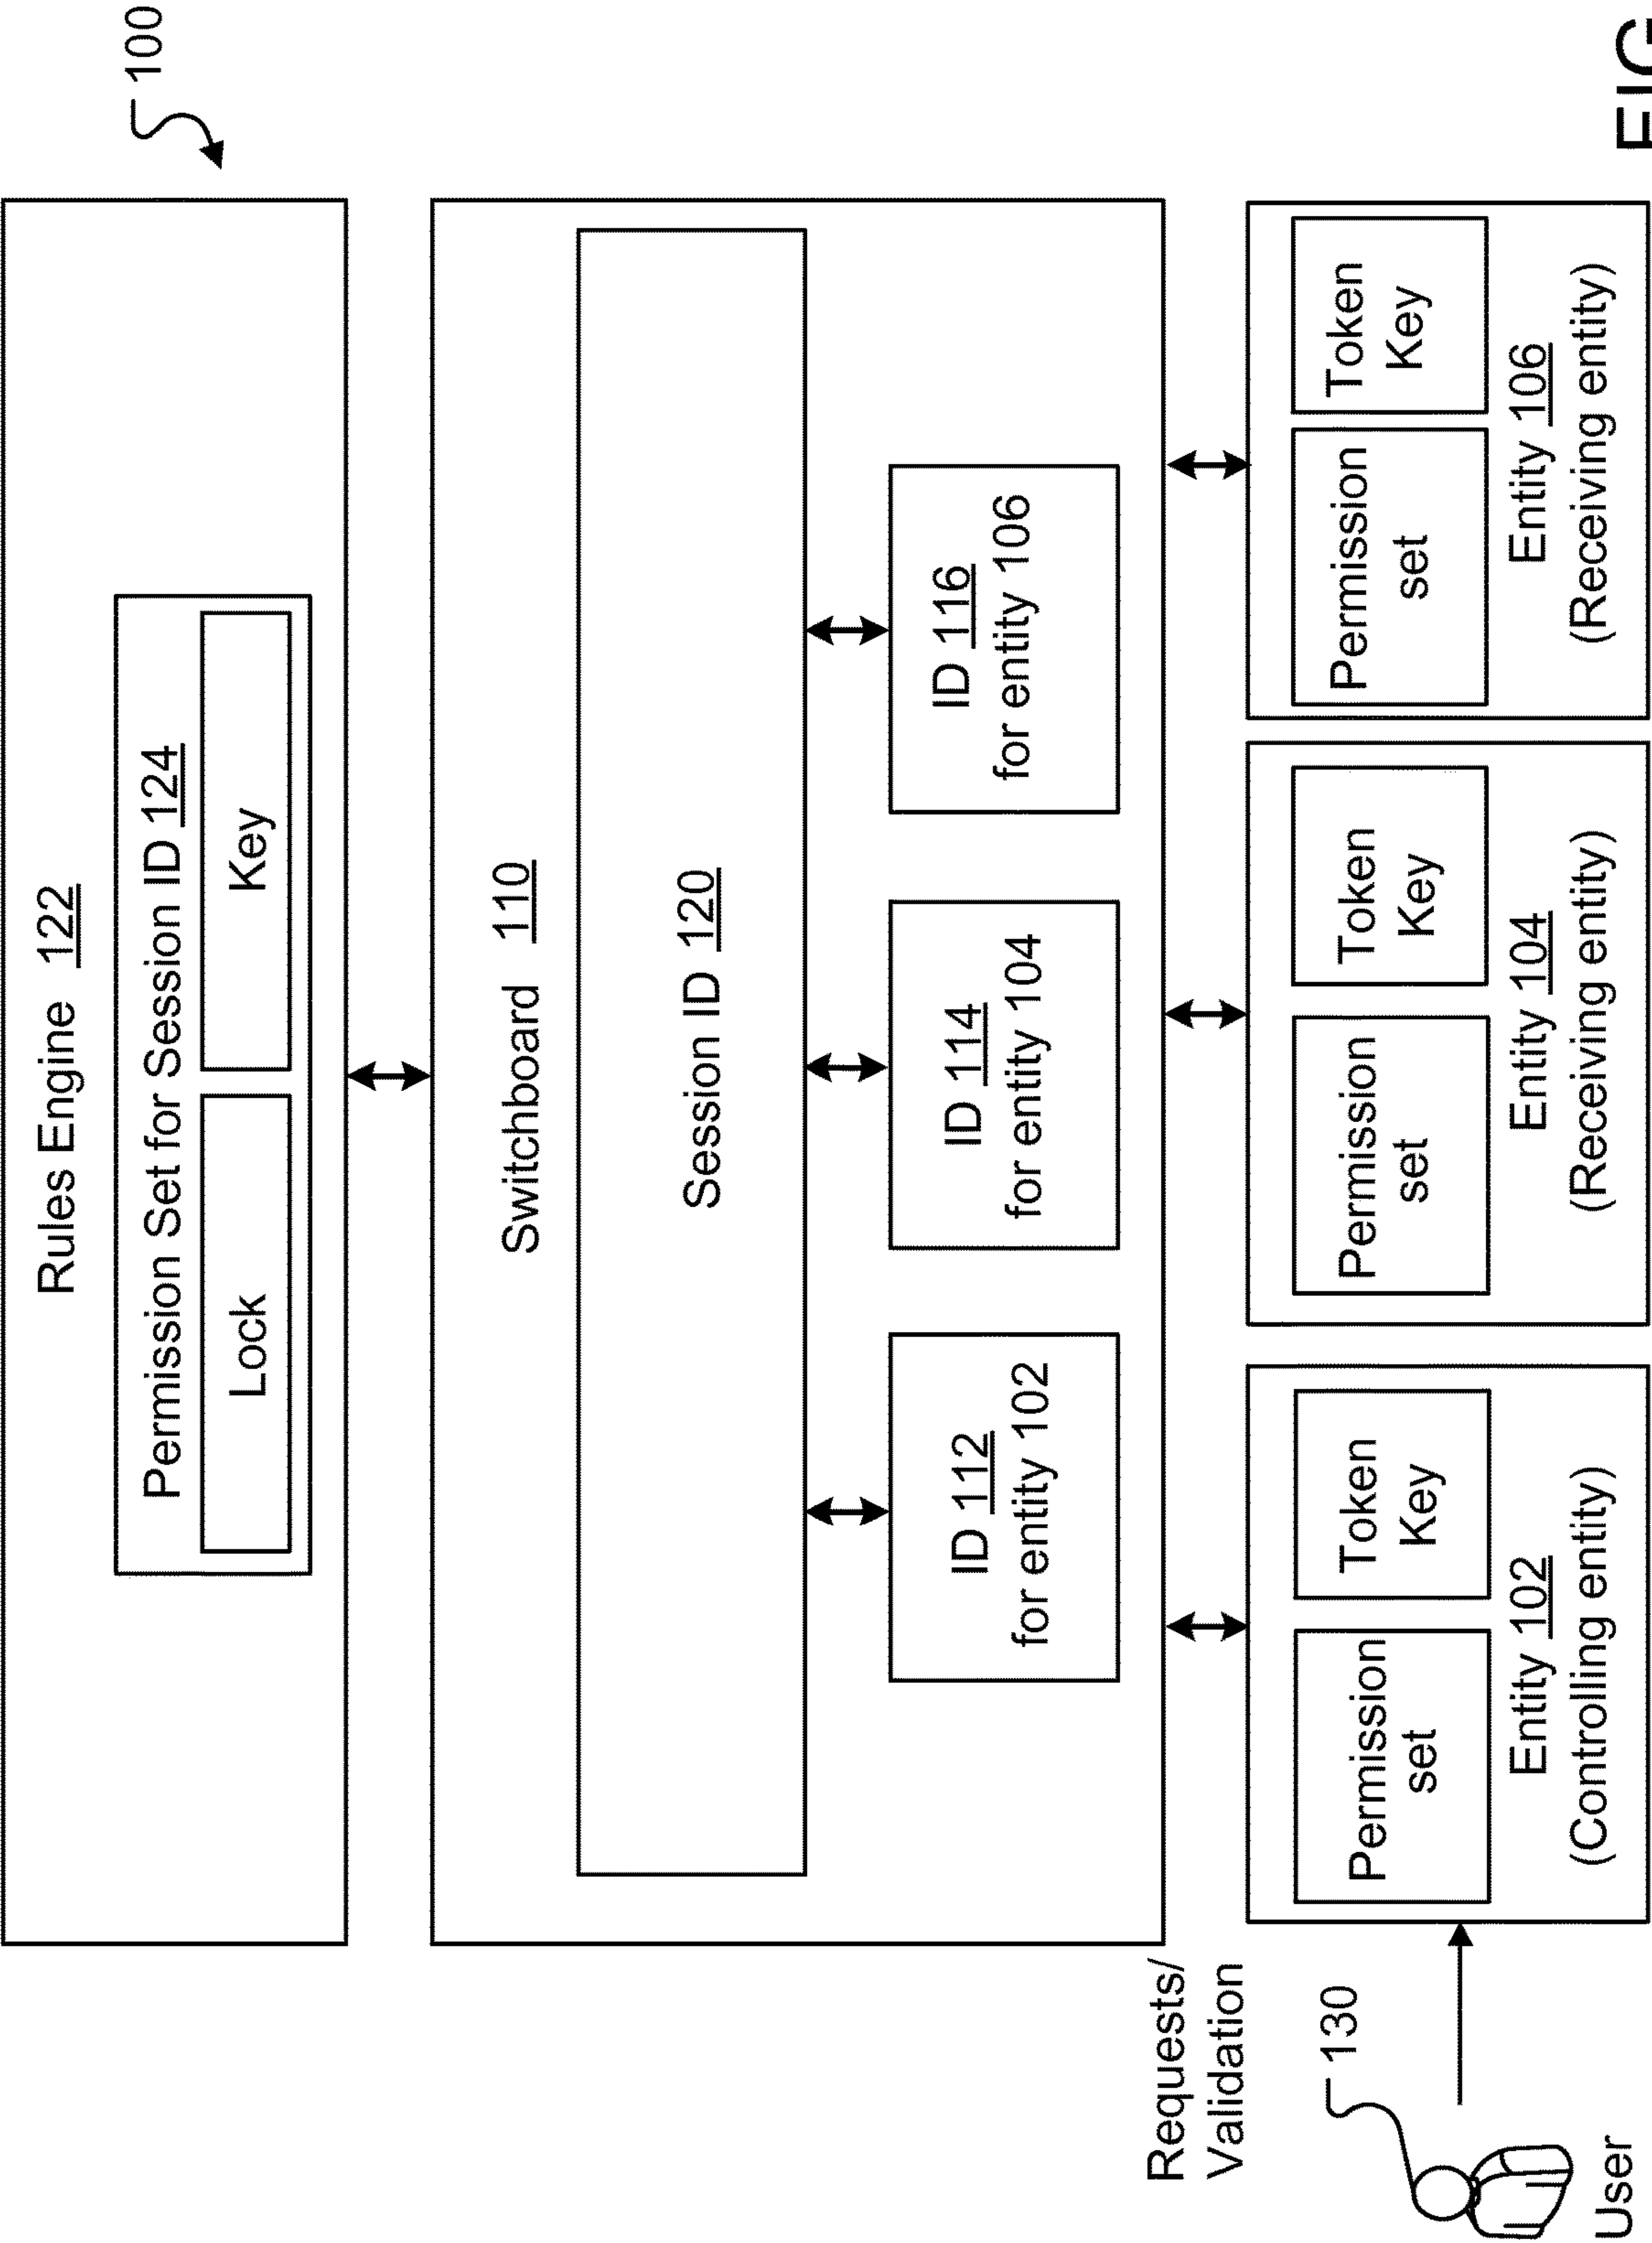 100
Rules Engine 122
Permission Set for Session ID 124
Lock
Key
Switchboard 110
Session ID 120
ID 112
for entity 102
ID 114
for entity 104
ID 116
for entity 106
Requests/
Validation
130
User
Permission
set
Token
Key
Entity 102
(Controlling entity)
Permission
set
Token
Key
Entity 104
(Receiving entity)
Permission
set
Token
Key
Entity 106
(Receiving entity)
FIG